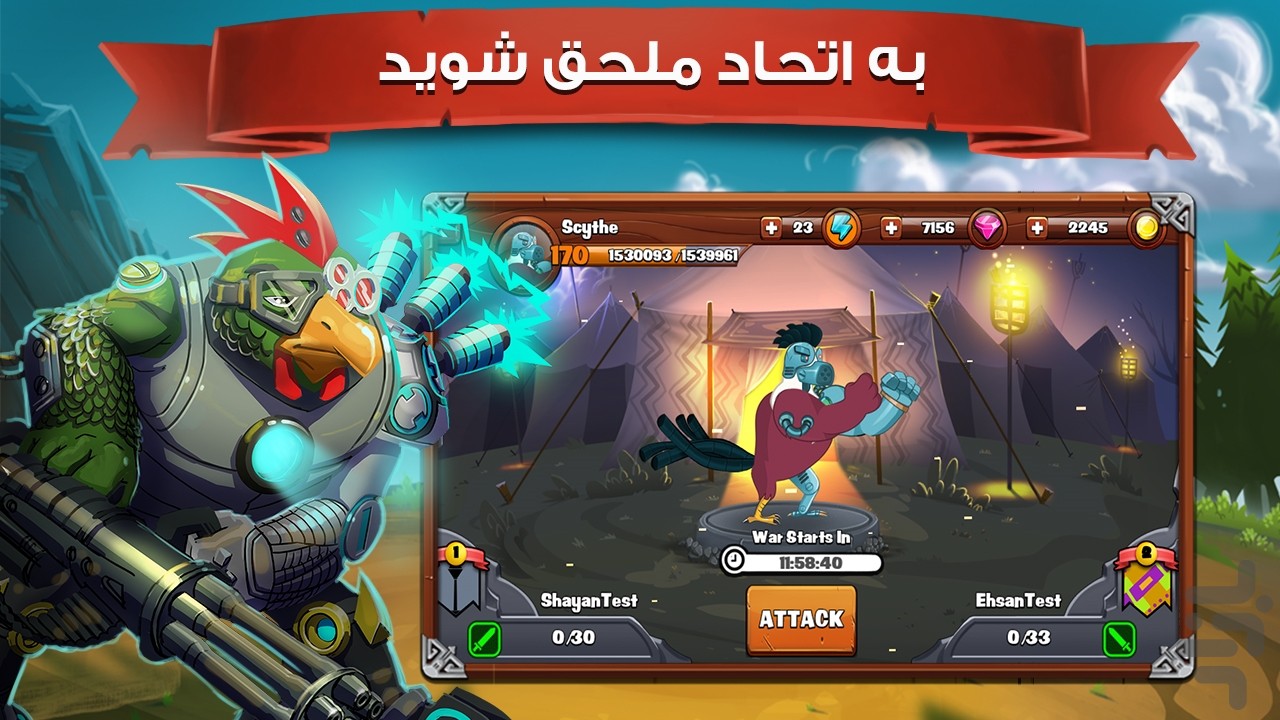 به اتحاد ملحق شوید
Scythe
23
7156
2245
170
1530093/1539961
War Starts In
11:58:40
1
2
ShayanTest
EhsanTest
ATTACK
0/30
0/33